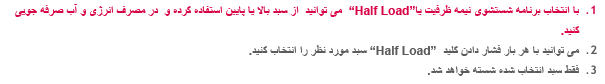 1. با انتخاب برنامه شستشوی نیمه ظرفیت یا”Half Load“ می توانید از سبد بالا یا پایین استفاده کرده و در مصرف انرژی و آب صرفه جویی
کنید.
2. می توانید با هر بار فشار دادن کلید ”Half Load“ سبد مورد نظر را انتخاب کنید.
3. فقط سبد انتخاب شده شسته خواهد شد.